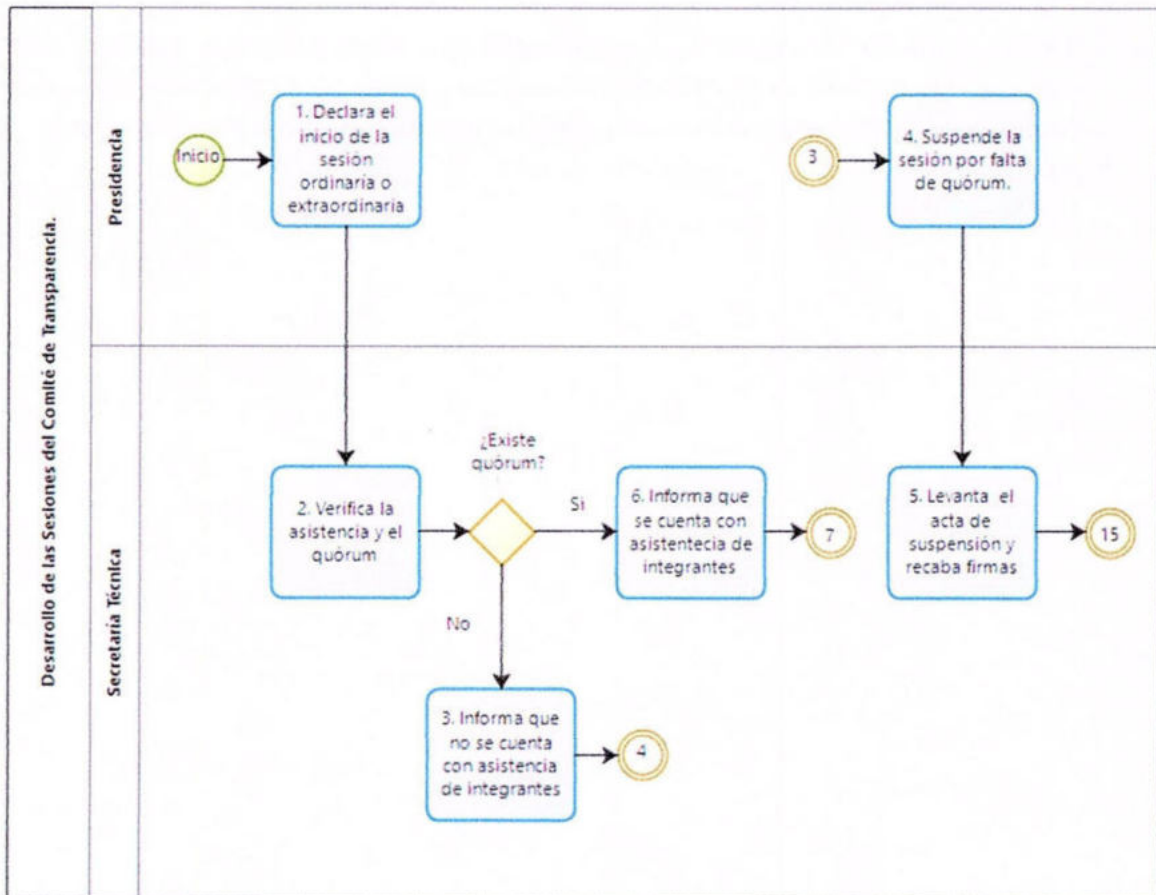 Desarrollo de las Sesiones del Comité de Transparencia.
Presidencia
Inicio
1. Declara el
inicio de la
sesión
ordinaria o
extraordinaria
3
4. Suspende la
sesión por falta
de quórum.
Secretaría Técnica
2. Verifica la
asistencia y el
quórum
¿Existe
quórum?
Si
6. Informa que
se cuenta con
asistentecia de
integrantes
7
5. Levanta el
acta de
suspensión y
recaba firmas
15
No
3. Informa que
no se cuenta
con asistencia
de integrantes
4